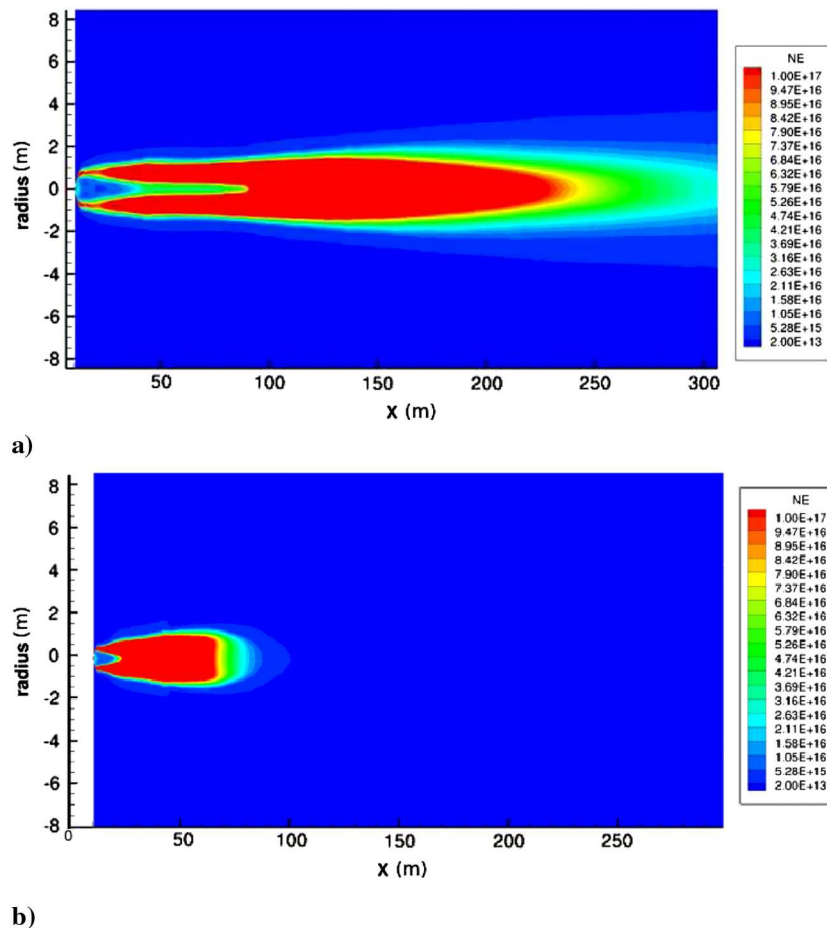 8
6
4
2
0
-2
-4
-6
-8
radius (m)
50
100
150
200
250
300
X (m)
NE
1.00E+17
9.47E+16
8.95E+16
8.42E+16
7.90E+16
7.37E+16
6.84E+16
6.32E+16
5.79E+16
5.26E+16
4.74E+16
4.21E+16
3.69E+16
3.16E+16
2.63E+16
2.11E+16
1.58E+16
1.05E+16
5.28E+15
2.00E+13
a)
8
6
4
2
0
-2
-4
-6
-8
radius (m)
0
50
100
150
200
250
X (m)
NE
1.00E+17
9.47E+16
8.95E+16
8.42E+16
7.90E+16
7.37E+16
6.84E+16
6.32E+16
5.79E+16
5.26E+16
4.74E+16
4.21E+16
3.69E+16
3.16E+16
2.63E+16
2.11E+16
1.58E+16
1.05E+16
5.28E+15
2.00E+13
b)